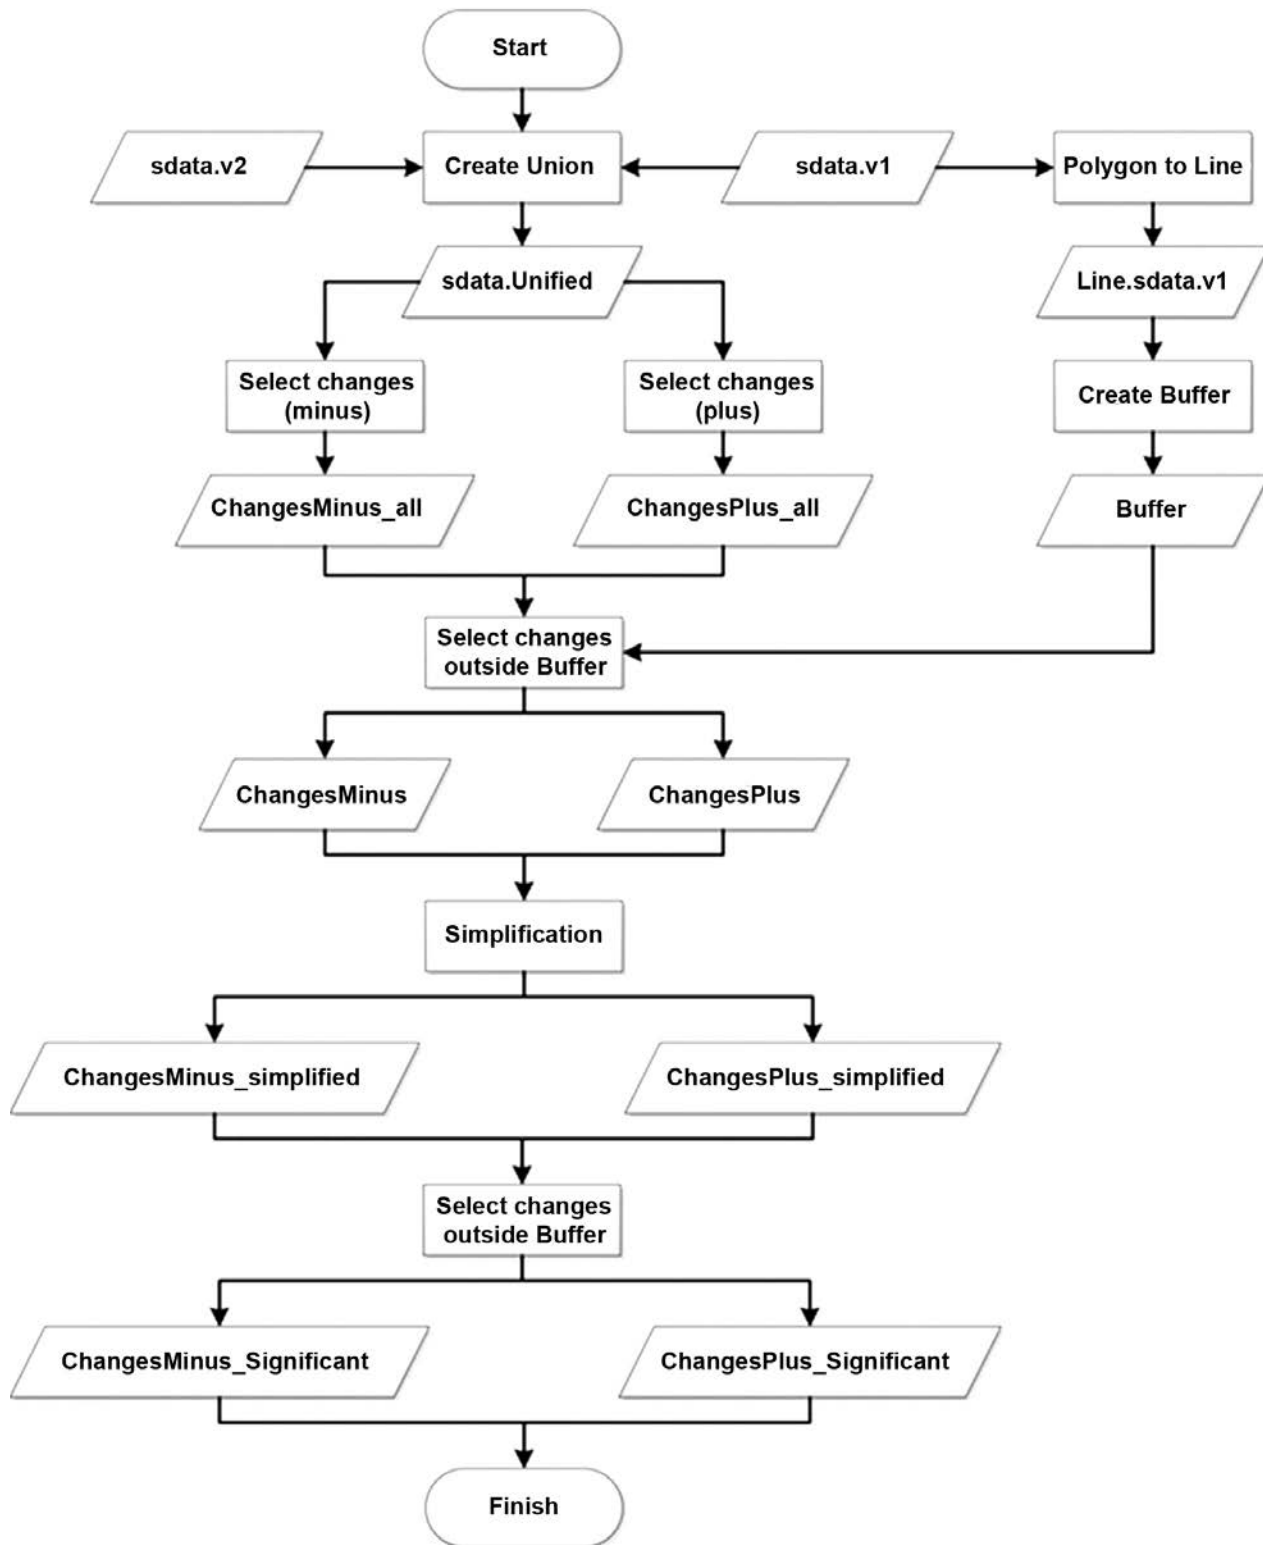 Start
sdata.v2
Create Union
sdata.v1
Polygon to Line
sdata.Unified
Line.sdata.v1
Select changes
(minus)
Select changes
(plus)
Create Buffer
ChangesMinus_all
ChangesPlus_all
Buffer
Select changes
outside Buffer
ChangesMinus
ChangesPlus
Simplification
ChangesMinus_simplified
ChangesPlus_simplified
Select changes
outside Buffer
ChangesMinus_Significant
ChangesPlus_Significant
Finish